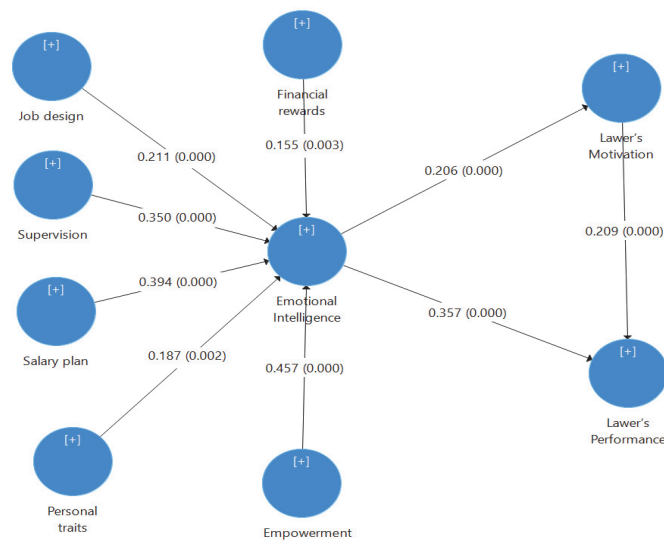 [+]
Job design
[+]
Financial
rewards
[+]
Lawer's
Motivation
0.211 (0.000)
0.155 (0.003)
0.206 (0.000)
[+]
Supervision
0.350 (0.000)
0.209 (0.000)
[+]
Emotional
Intelligence
[+]
Salary plan
0.394 (0.000)
0.357 (0.000)
0.187 (0.002)
0.457 (0.000)
[+]
Lawer's
Performance
[+]
Personal
traits
[+]
Empowerment